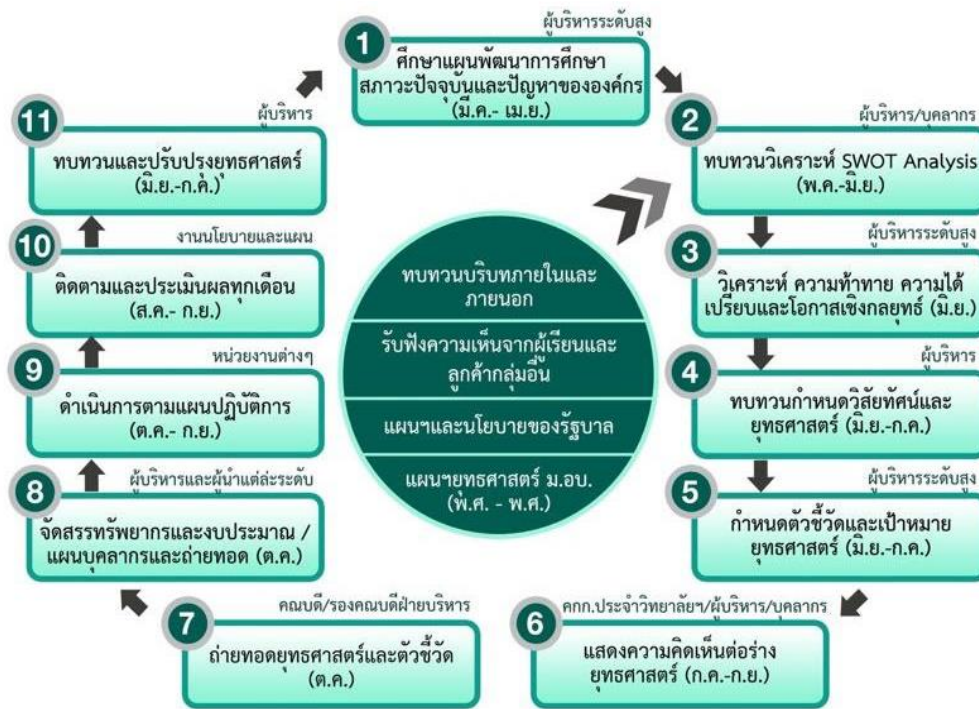 ผู้บริหารระดับสูง
1
ศึกษาแผนพัฒนาการศึกษา
สภาวะปัจจุบันและปัญหาขององค์กร
(มี.ค.- เม.ย.)
ผู้บริหาร/บุคลากร
2
ทบทวนวิเคราะห์ SWOT Analysis
(พ.ค.-มิ.ย.)
ผู้บริหารระดับสูง
3
วิเคราะห์ ความท้าทาย ความได้
เปรียบและโอกาสเชิงกลยุทธ์ (มิ.ย.)
ผู้บริหาร
4
ทบทวนกำหนดวิสัยทัศน์และ
ยุทธศาสตร์ (มิ.ย.-ก.ค.)
ผู้บริหารระดับสูง
5
กำหนดตัวชี้วัดและเป้าหมาย
ยุทธศาสตร์ (มิ.ย.-ก.ค.)
คกก.ประจำวิทยาลัยฯ/ผู้บริหาร/บุคลากร
6
แสดงความคิดเห็นต่อร่าง
ยุทธศาสตร์ (ก.ค.-ก.ย.)
คณบดี/รองคณบดีฝ่ายบริหาร
7
ถ่ายทอดยุทธศาสตร์และตัวชี้วัด
(ต.ค.)
ผู้บริหารและผู้นำแต่ละระดับ
8
จัดสรรทรัพยากรและงบประมาณ /
แผนบุคลากรและถ่ายทอด (ต.ค.)
หน่วยงานต่างๆ
9
ดำเนินการตามแผนปฏิบัติการ
(ต.ค.- ก.ย.)
งานนโยบายและแผน
10
ติดตามและประเมินผลทุกเดือน
(ส.ค.- ก.ย.)
ผู้บริหาร
11
ทบทวนและปรับปรุงยุทธศาสตร์
(มิ.ย.-ก.ค.)
ทบทวนบริบทภายในและ
ภายนอก
รับฟังความเห็นจากผู้เรียนและ
ลูกค้ากลุ่มอื่น
แผนฯและนโยบายของรัฐบาล
แผนฯยุทธศาสตร์ ม.อบ.
(พ.ศ. - พ.ศ.)